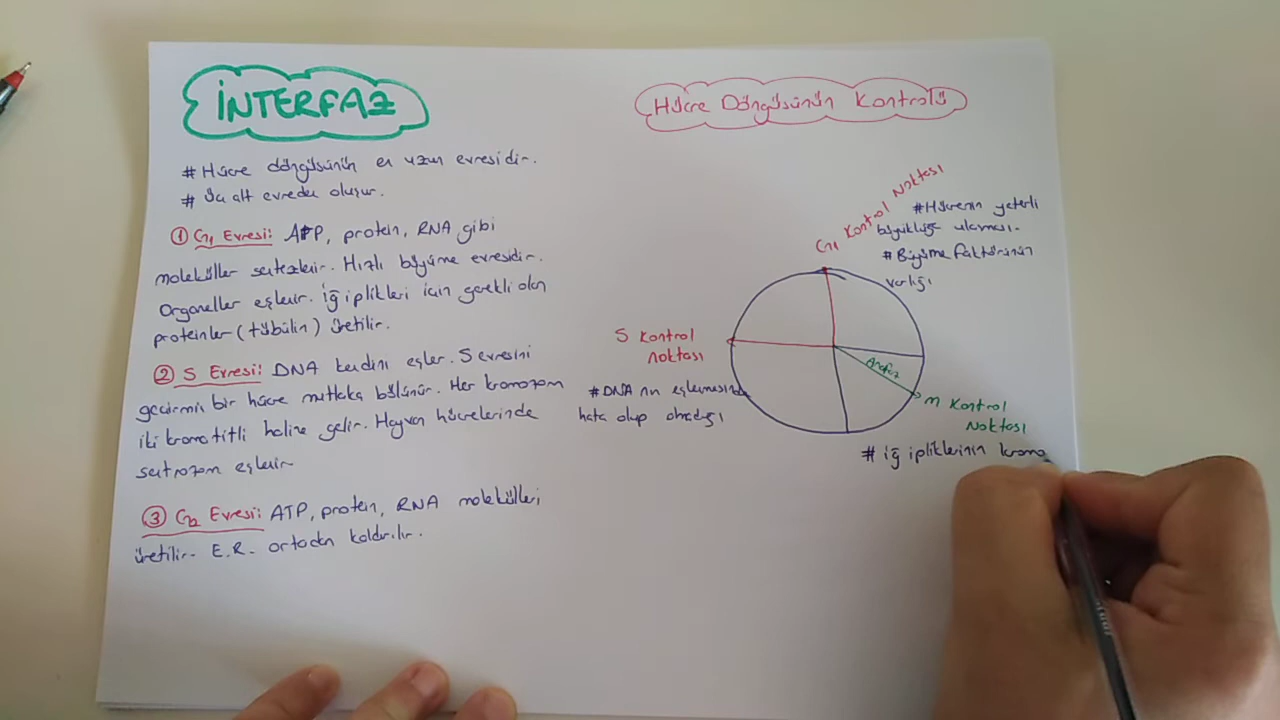 İNTERFAZ
# Hücre döngüsünün en uzun evresidir.
# Üç alt evreden oluşur.
① G1 Evresi: ATP, protein, RNA gibi
moleküller sentezlenir. Hızlı büyüme evresidir.
Organeller eşlenir. İğ iplikleri için gerekli olan
proteinler (tübülin) üretilir.
② S Evresi: DNA kendini eşler. S evresini
geçirmiş bir hücre mutlaka bölünür. Her kromozom
iki kromotitli haline gelir. Hayvan hücrelerinde
sentrozom eşlenir
③ G2 Evresi: ATP, protein, RNA molekülleri
üretilir. E.R. ortadan kaldırılır.
Hücre Döngüsünün Kontrolü
G1 Kontrol Noktası
# Hücrenin yeterli
büyüklüğe ulaşması.
# Büyüme faktörünün
varlığı
S Kontrol
noktası
# DNA nın eşlenmesinde
hata olup olmadığı
Anafaz
M Kontrol
Noktası
# iğ ipliklerinin kromo